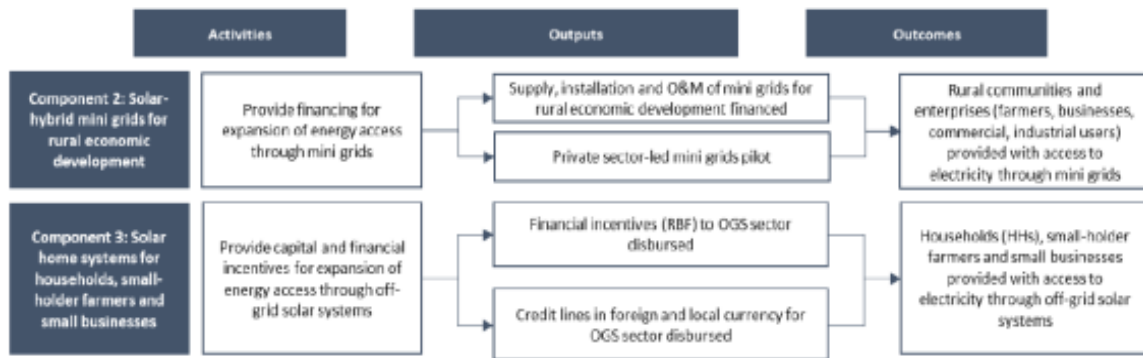 Activities
Outputs
Outcomes
Component 2: Solar-
hybrid mini grids for
rural economic
development
Provide financing for
expansion of energy access
through mini grids
Supply, installation and O&M of mini grids for
rural economic development financed
Private sector-led mini grids pilot
Rural communities and
enterprises (farmers, businesses,
commercial, industrial users)
provided with access to
electricity through mini grids
Component 3: Solar
home systems for
households, small-
holder farmers and
small businesses
Provide capital and financial
incentives for expansion of
energy access through off-
grid solar systems
Financial incentives (RBF) to OGS sector
disbursed
Credit lines in foreign and local currency for
OGS sector disbursed
Households (HHs), small-holder
farmers and small businesses
provided with access to
electricity through off-grid solar
systems